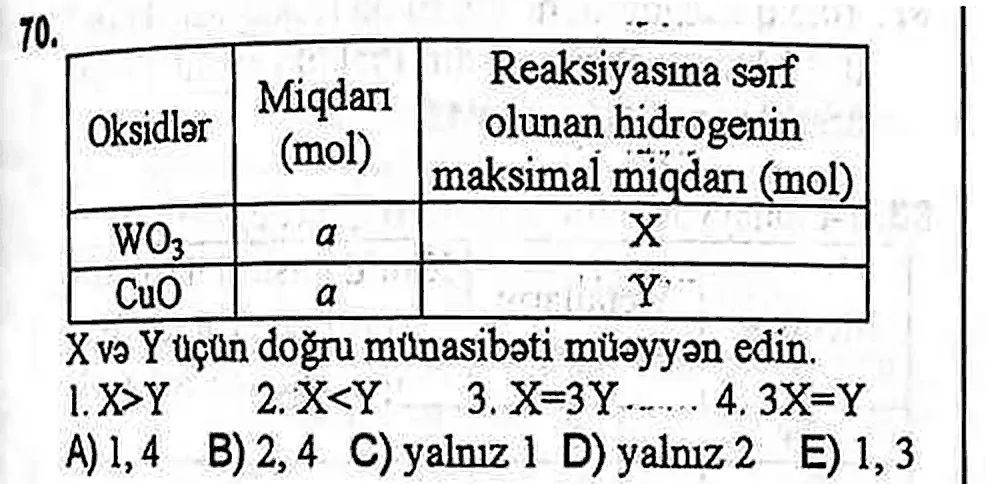 70.
Oksidlər
Miqdarı
(mol)
Reaksiyasına sərf
olunan hidrogenin
maksimal miqdarı (mol)
WO₃ a X
CuO a Y
X və Y üçün doğru münasibəti müəyyən edin.
1. X>Y 2. X<Y 3. X=3Y 4. 3X=Y
A) 1, 4 B) 2, 4 C) yalnız 1 D) yalnız 2 E) 1, 3